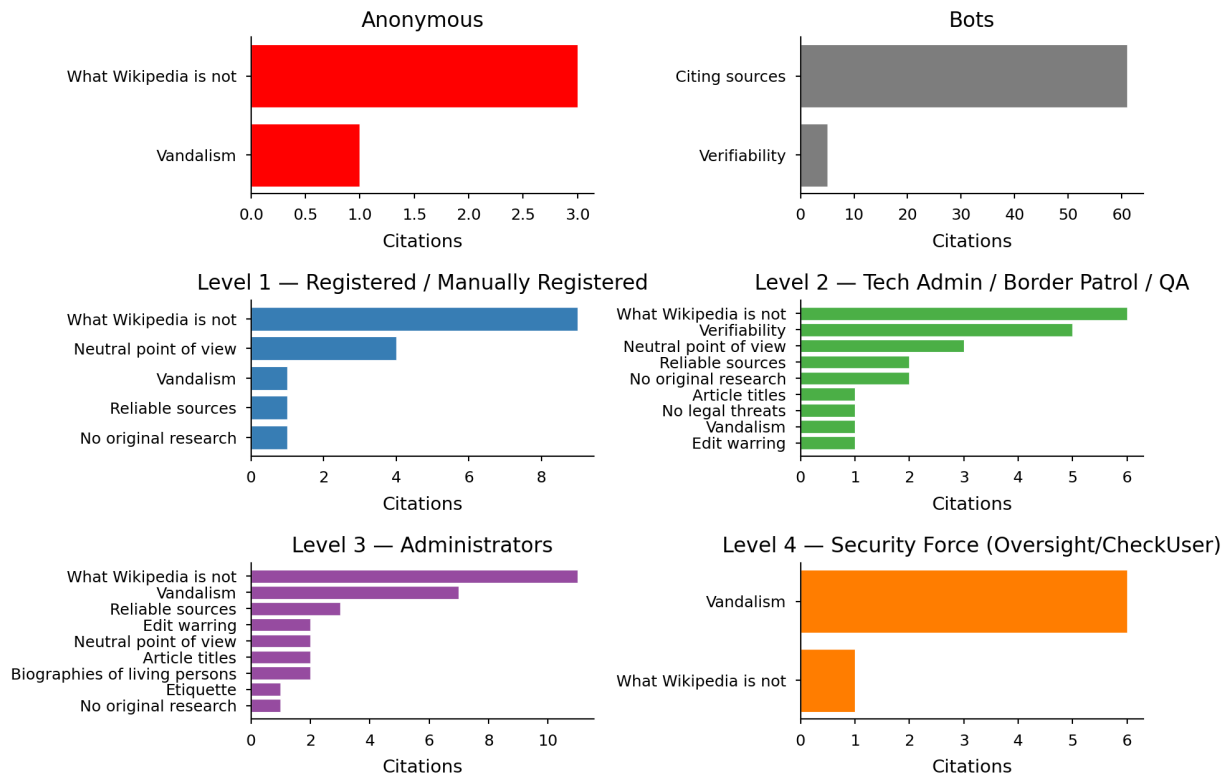 Anonymous
What Wikipedia is not
Vandalism
0.0 0.5 1.0 1.5 2.0 2.5 3.0
Citations
Bots
Citing sources
Verifiability
0 10 20 30 40 50 60
Citations
Level 1 — Registered / Manually Registered
What Wikipedia is not
Neutral point of view
Vandalism
Reliable sources
No original research
0 2 4 6 8
Citations
Level 2 — Tech Admin / Border Patrol / QA
What Wikipedia is not
Verifiability
Neutral point of view
Reliable sources
No original research
Article titles
No legal threats
Vandalism
Edit warring
0 1 2 3 4 5 6
Citations
Level 3 — Administrators
What Wikipedia is not
Vandalism
Reliable sources
Edit warring
Neutral point of view
Article titles
Biographies of living persons
Etiquette
No original research
0 2 4 6 8 10
Citations
Level 4 — Security Force (Oversight/CheckUser)
Vandalism
What Wikipedia is not
0 1 2 3 4 5 6
Citations